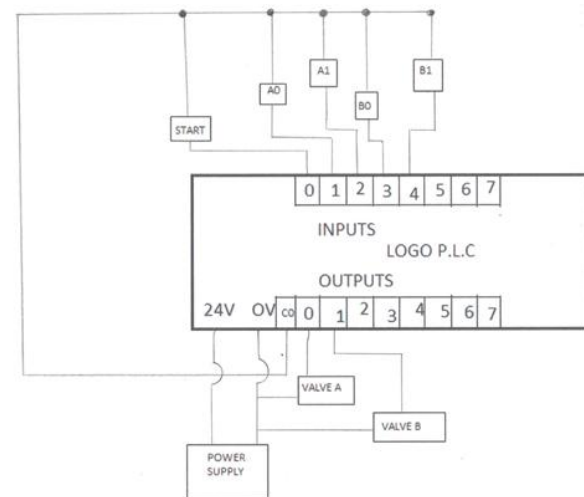 A1
B1
A0
B0
START
0 1 2 3 4 5 6 7
INPUTS
LOGO P.L.C
OUTPUTS
24V OV CO 0 1 2 3 4 5 6 7
VALVE A
VALVE B
POWER
SUPPLY